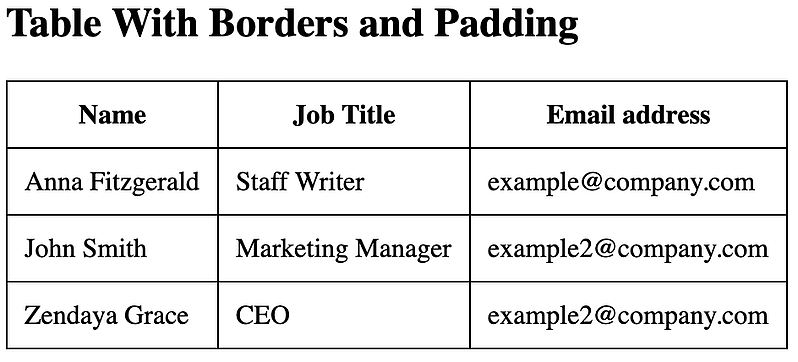 Table With Borders and Padding
Name Job Title Email address
Anna Fitzgerald Staff Writer example@company.com
John Smith Marketing Manager example2@company.com
Zendaya Grace CEO example2@company.com